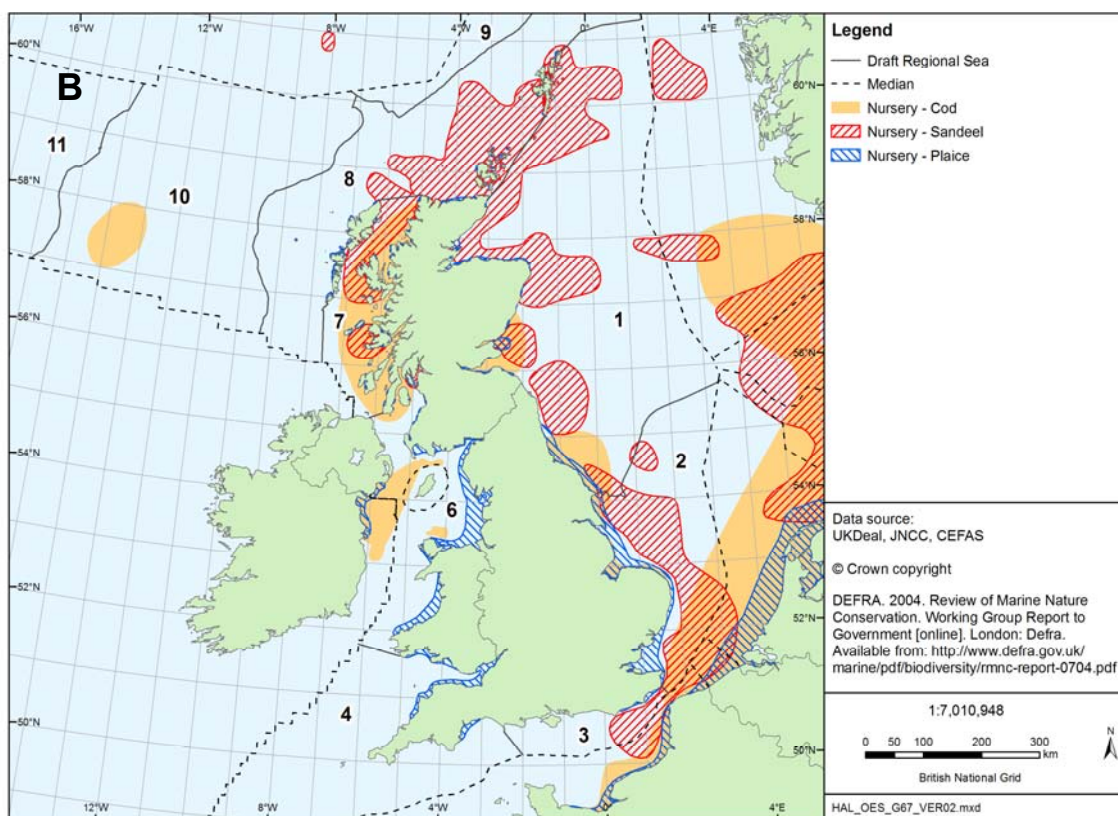 16°W 12°W 8°W 4°W 0° 4°E
60°N
60°N
B
9
11
8
58°N
10
58°N
7
1
56°N
56°N
2
54°N
6
54°N
52°N
52°N
4
3
50°N
50°N
12°W 8°W 4°W 0° 4°E
Legend
Draft Regional Sea
Median
Nursery - Cod
Nursery - Sandeel
Nursery - Plaice
Data source:
UKDeal, JNCC, CEFAS
© Crown copyright
DEFRA. 2004. Review of Marine Nature
Conservation. Working Group Report to
Government [online]. London: Defra.
Available from: http://www.defra.gov.uk/
marine/pdf/biodiversity/rmnc-report-0704.pdf
1:7,010,948
0 50 100 200 300
km
N
British National Grid
HAL_OES_G67_VER02.mxd